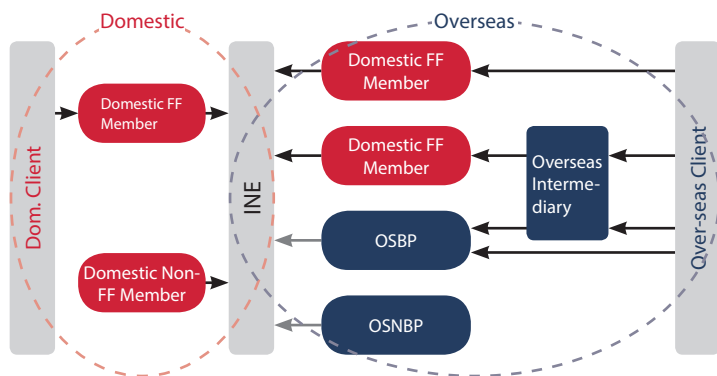 Domestic
Overseas
Dom. Client
Domestic FF
Member
Domestic Non-
FF Member
INE
Domestic FF
Member
Domestic FF
Member
OSBP
OSNBP
Overseas
Interme-
diary
Over-seas Client